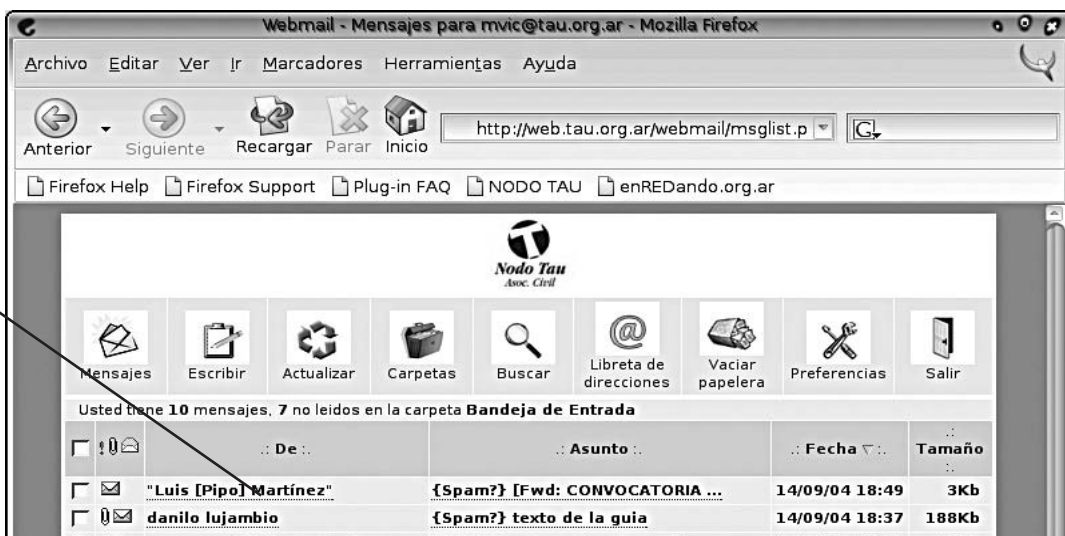 Webmail - Mensajes para mvic@tau.org.ar - Mozilla Firefox
Archivo Editar Ver Ir Marcadores Herramientas Ayuda
Anterior Siguiente Recargar Parar Inicio http://web.tau.org.ar/webmail/msglist.p G
Firefox Help Firefox Support Plug-in FAQ NODO TAU enREDando.org.ar
T
Nodo Tau
Asoc. Civil
Mensajes Escribir Actualizar Carpetas Buscar Libreta de direcciones Vaciar papelera Preferencias Salir
Usted tiene 10 mensajes, 7 no leidos en la carpeta Bandeja de Entrada
.: De :. .: Asunto :. .: Fecha :. .: Tamaño :.
"Luis [Pipo] Martínez" {Spam?} [Fwd: CONVOCATORIA ... 14/09/04 18:49 3Kb
danilo lujambio {Spam?} texto de la guia 14/09/04 18:37 188Kb